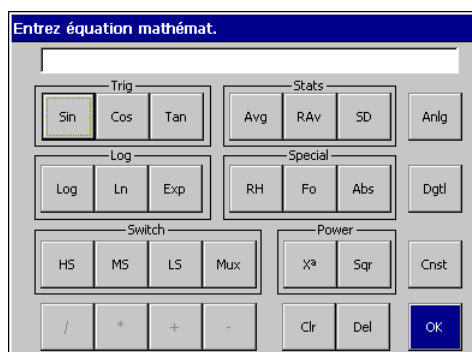 Entrez équation mathémat.
Trig Stats
Sin Cos Tan Avg RAv SD Anlg
Log Special
Log Ln Exp RH Fo Abs Dgtl
Switch Power
HS MS LS Mux Xª Sqr Cnst
/ * + - Clr Del OK